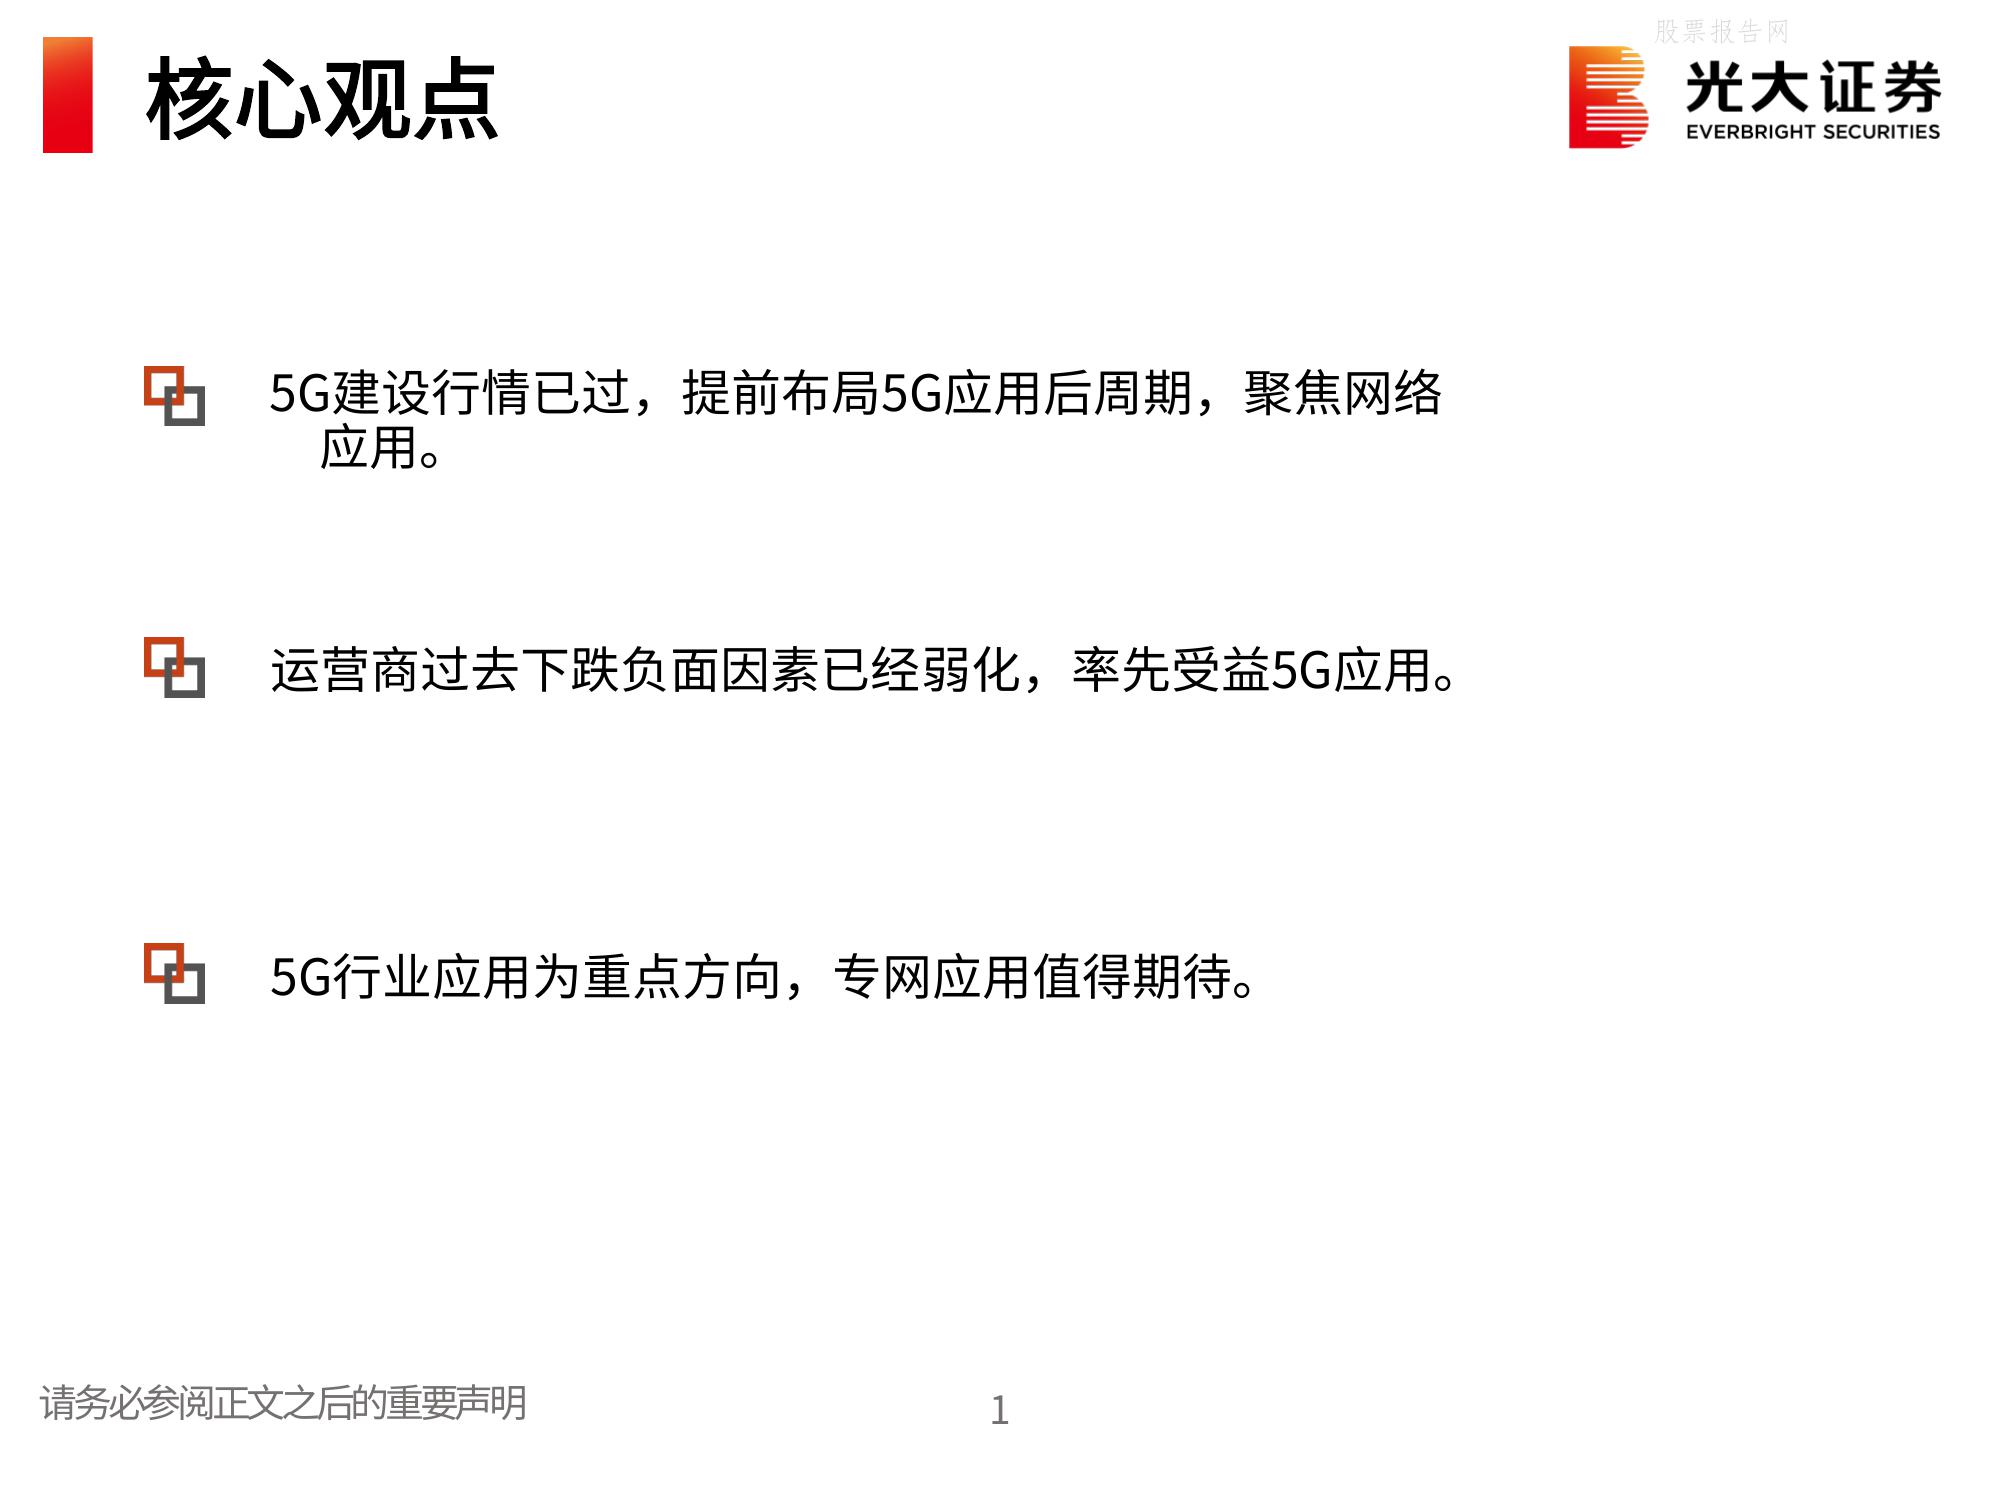 股票报告网
核心观点
光大证券
EVERBRIGHT SECURITIES
5G建设行情已过，提前布局5G应用后周期，聚焦网络
应用。
运营商过去下跌负面因素已经弱化，率先受益5G应用。
5G行业应用为重点方向，专网应用值得期待。
请务必参阅正文之后的重要声明
1